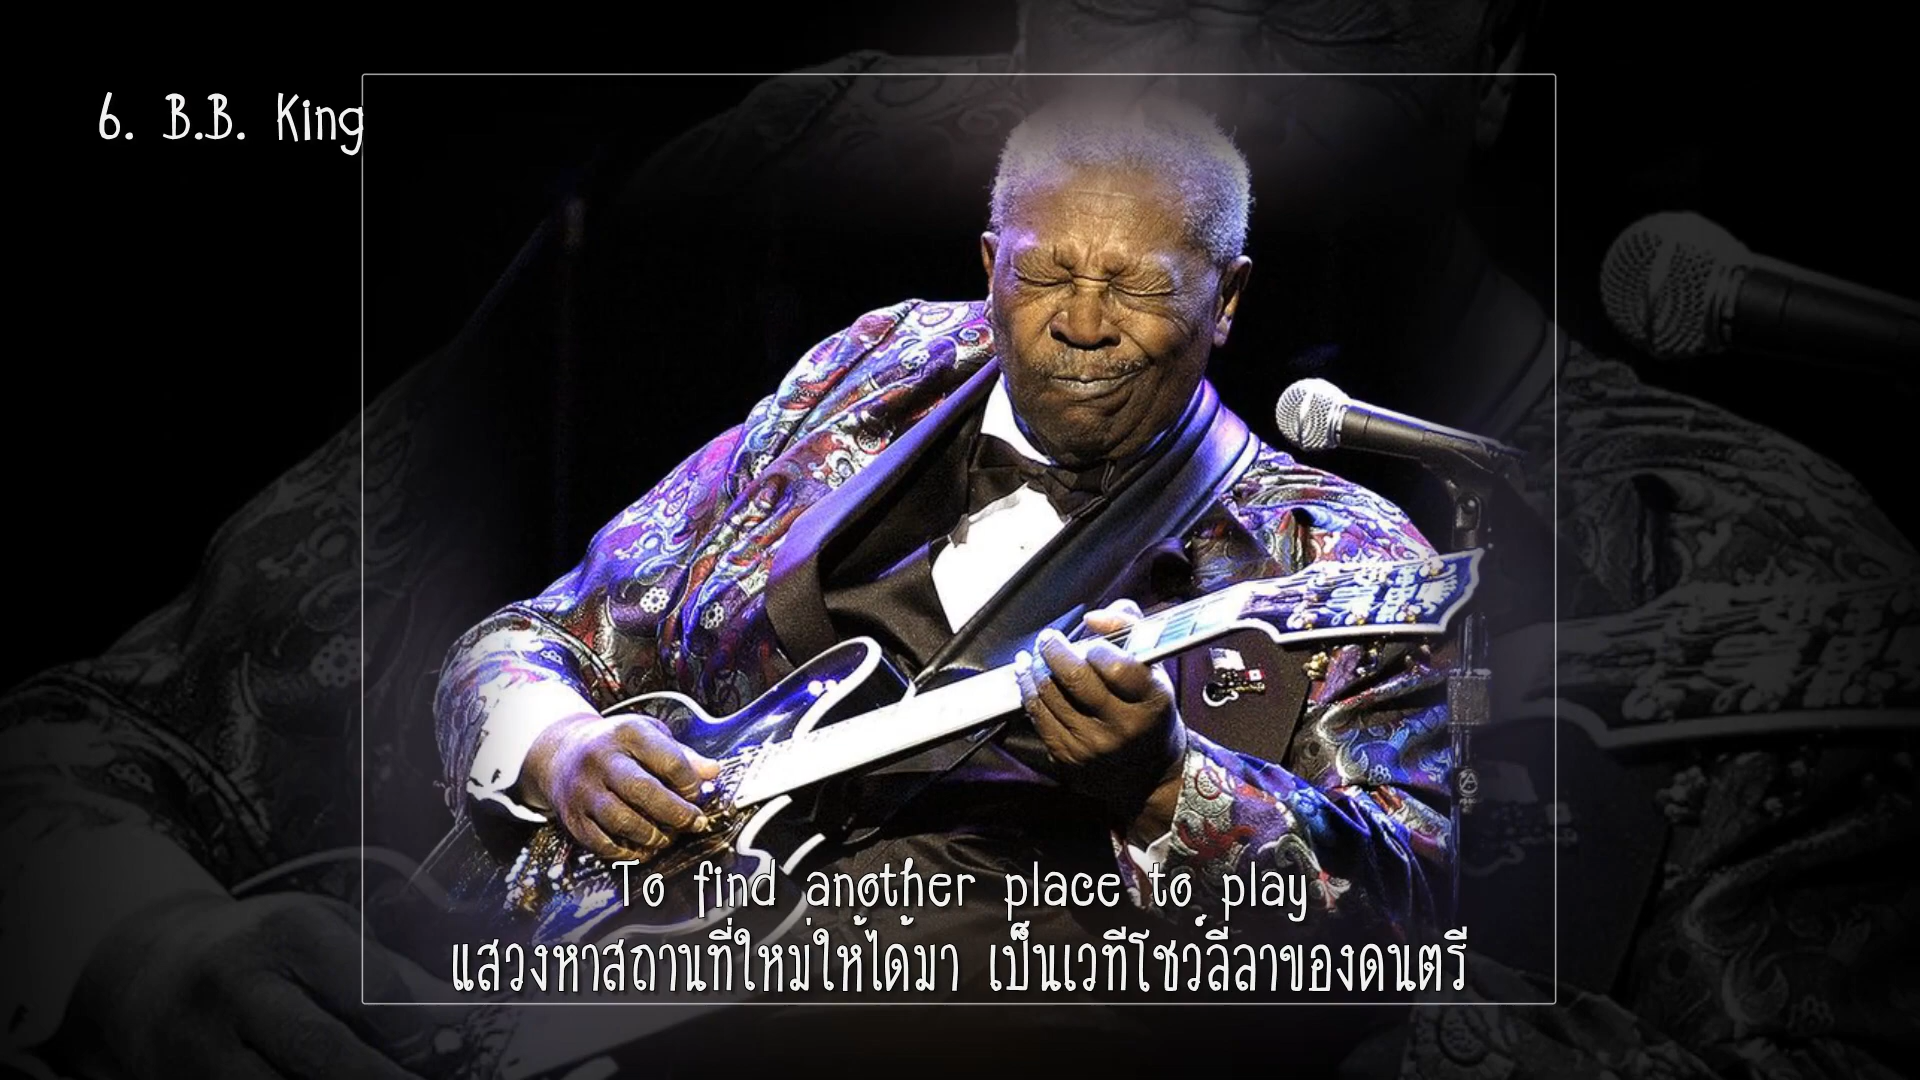 6. B.B. King
To find another place to play
แสวงหาสถานที่ใหม่ให้ได้มา เป็นเวทีโชว์ลีลาของดนตรี